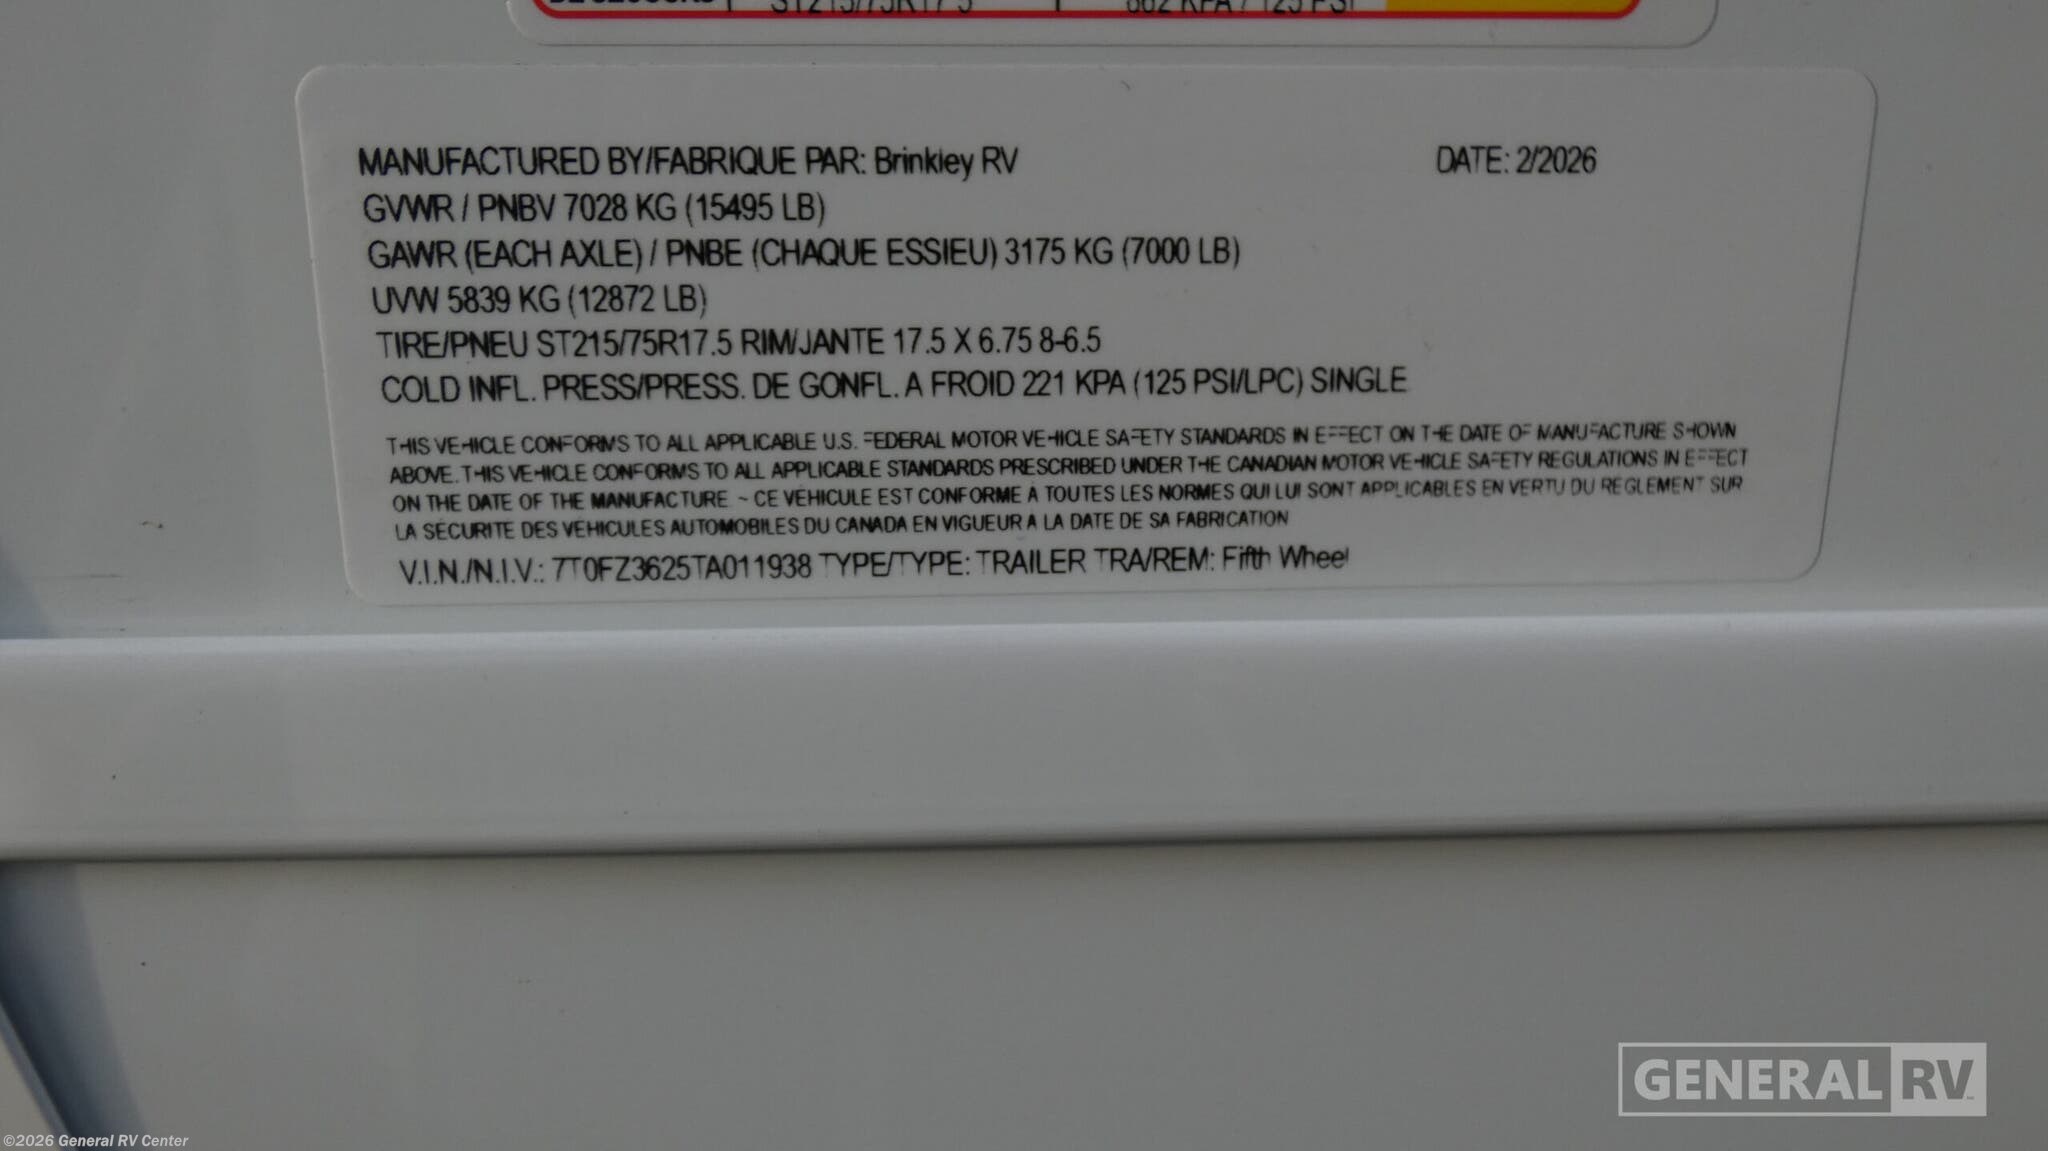 ST215/75R17.5 862 KPA / 125 PSI
MANUFACTURED BY/FABRIQUE PAR: Brinkley RV DATE: 2/2026
GVWR / PNBV 7028 KG (15495 LB)
GAWR (EACH AXLE) / PNBE (CHAQUE ESSIEU) 3175 KG (7000 LB)
UVW 5839 KG (12872 LB)
TIRE/PNEU ST215/75R17.5 RIM/JANTE 17.5 X 6.75 8-6.5
COLD INFL. PRESS/PRESS. DE GONFL. A FROID 221 KPA (125 PSI/LPC) SINGLE
THIS VEHICLE CONFORMS TO ALL APPLICABLE U.S. FEDERAL MOTOR VEHICLE SAFETY STANDARDS IN EFFECT ON THE DATE OF MANUFACTURE SHOWN
ABOVE. THIS VEHICLE CONFORMS TO ALL APPLICABLE STANDARDS PRESCRIBED UNDER THE CANADIAN MOTOR VEHICLE SAFETY REGULATIONS IN EFFECT
ON THE DATE OF THE MANUFACTURE ~ CE VEHICULE EST CONFORME A TOUTES LES NORMES QUI LUI SONT APPLICABLES EN VERTU DU REGLEMENT SUR
LA SECURITE DES VEHICULES AUTOMOBILES DU CANADA EN VIGUEUR A LA DATE DE SA FABRICATION
V.I.N./N.I.V.: 7T0FZ3625TA011938 TYPE/TYPE: TRAILER TRA/REM: Fifth Wheel
GENERAL RV
©2026 General RV Center